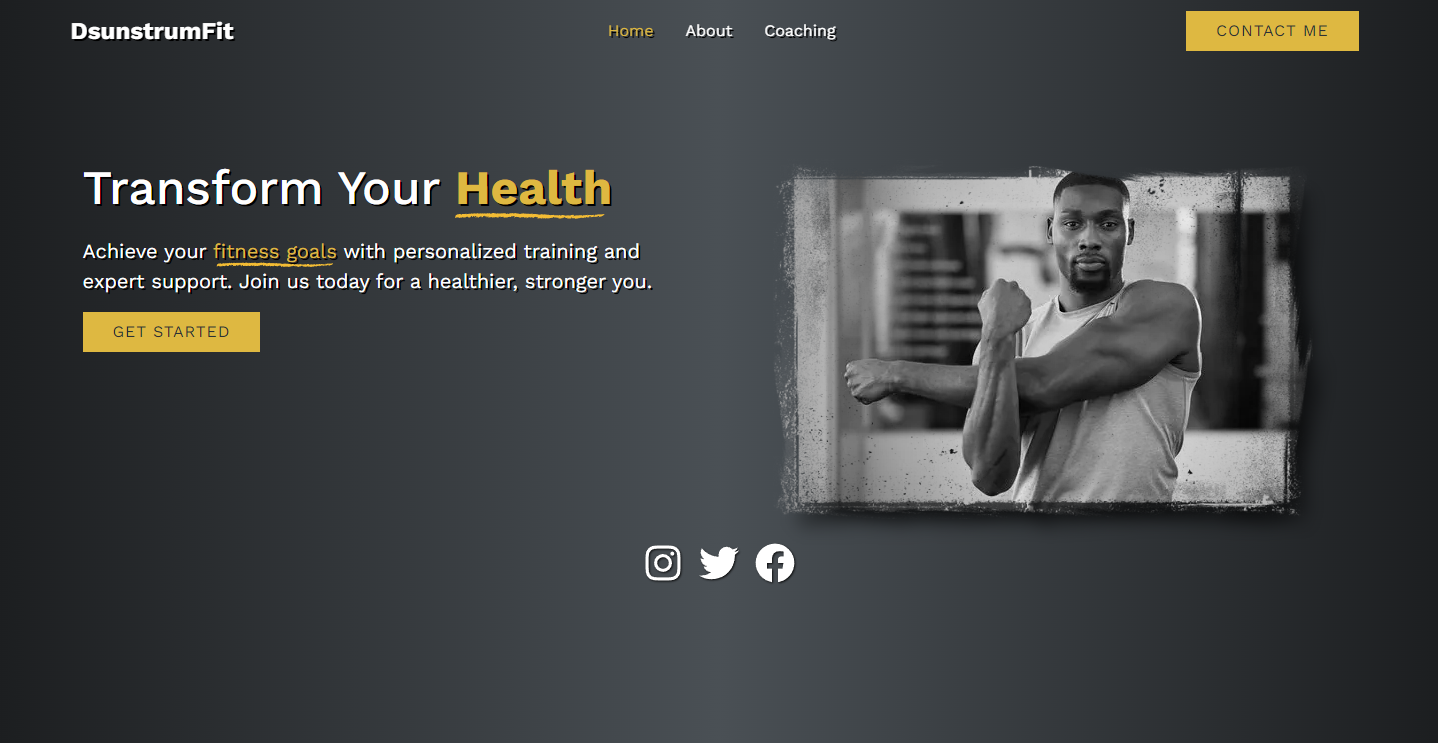 DsunstrumFit
Home About Coaching
CONTACT ME
Transform Your Health
Achieve your fitness goals with personalized training and
expert support. Join us today for a healthier, stronger you.
GET STARTED